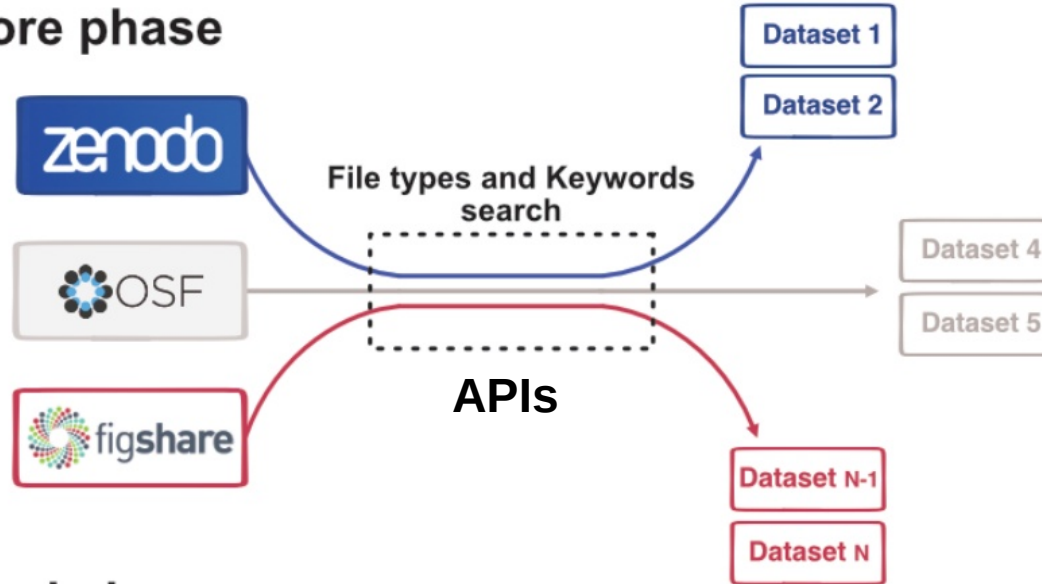 ore phase
zenodo
File types and Keywords
search
OSF
figshare
APIs
Dataset 1
Dataset 2
Dataset 4
Dataset 5
Dataset N-1
Dataset N